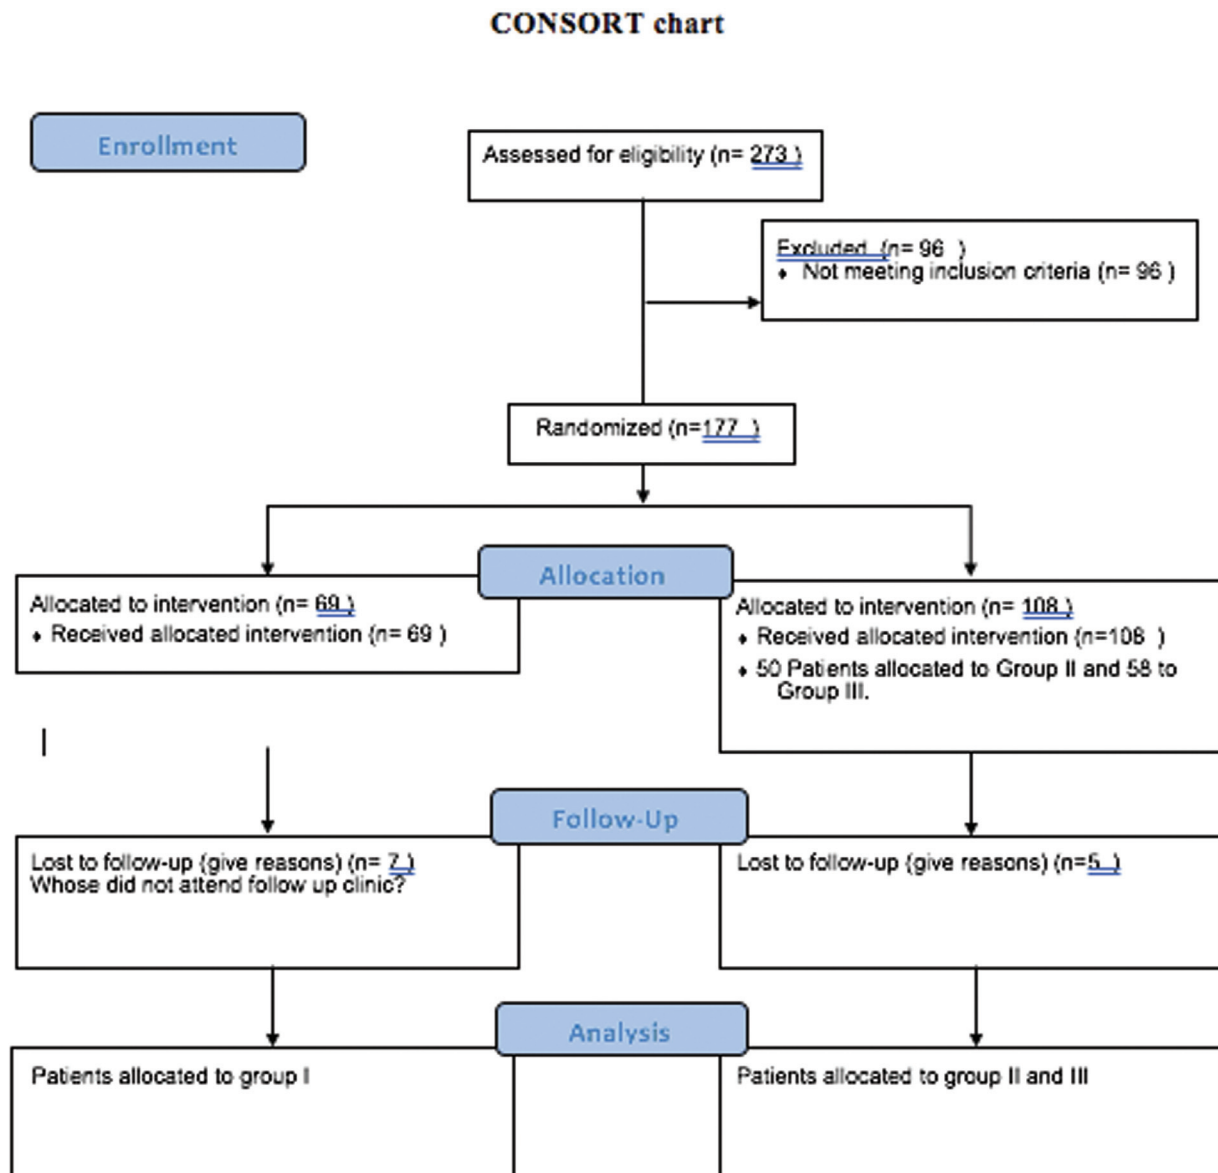 CONSORT chart
Enrollment
Assessed for eligibility (n= 273 )
Excluded (n= 96 )
♦ Not meeting inclusion criteria (n= 96 )
Randomized (n=177 )
Allocation
Allocated to intervention (n= 69 )
♦ Received allocated intervention (n= 69 )
Allocated to intervention (n= 108 )
♦ Received allocated intervention (n=108 )
♦ 50 Patients allocated to Group II and 58 to
Group III.
Follow-Up
Lost to follow-up (give reasons) (n= 7 )
Whose did not attend follow up clinic?
Lost to follow-up (give reasons) (n=5 )
Analysis
Patients allocated to group I
Patients allocated to group II and III